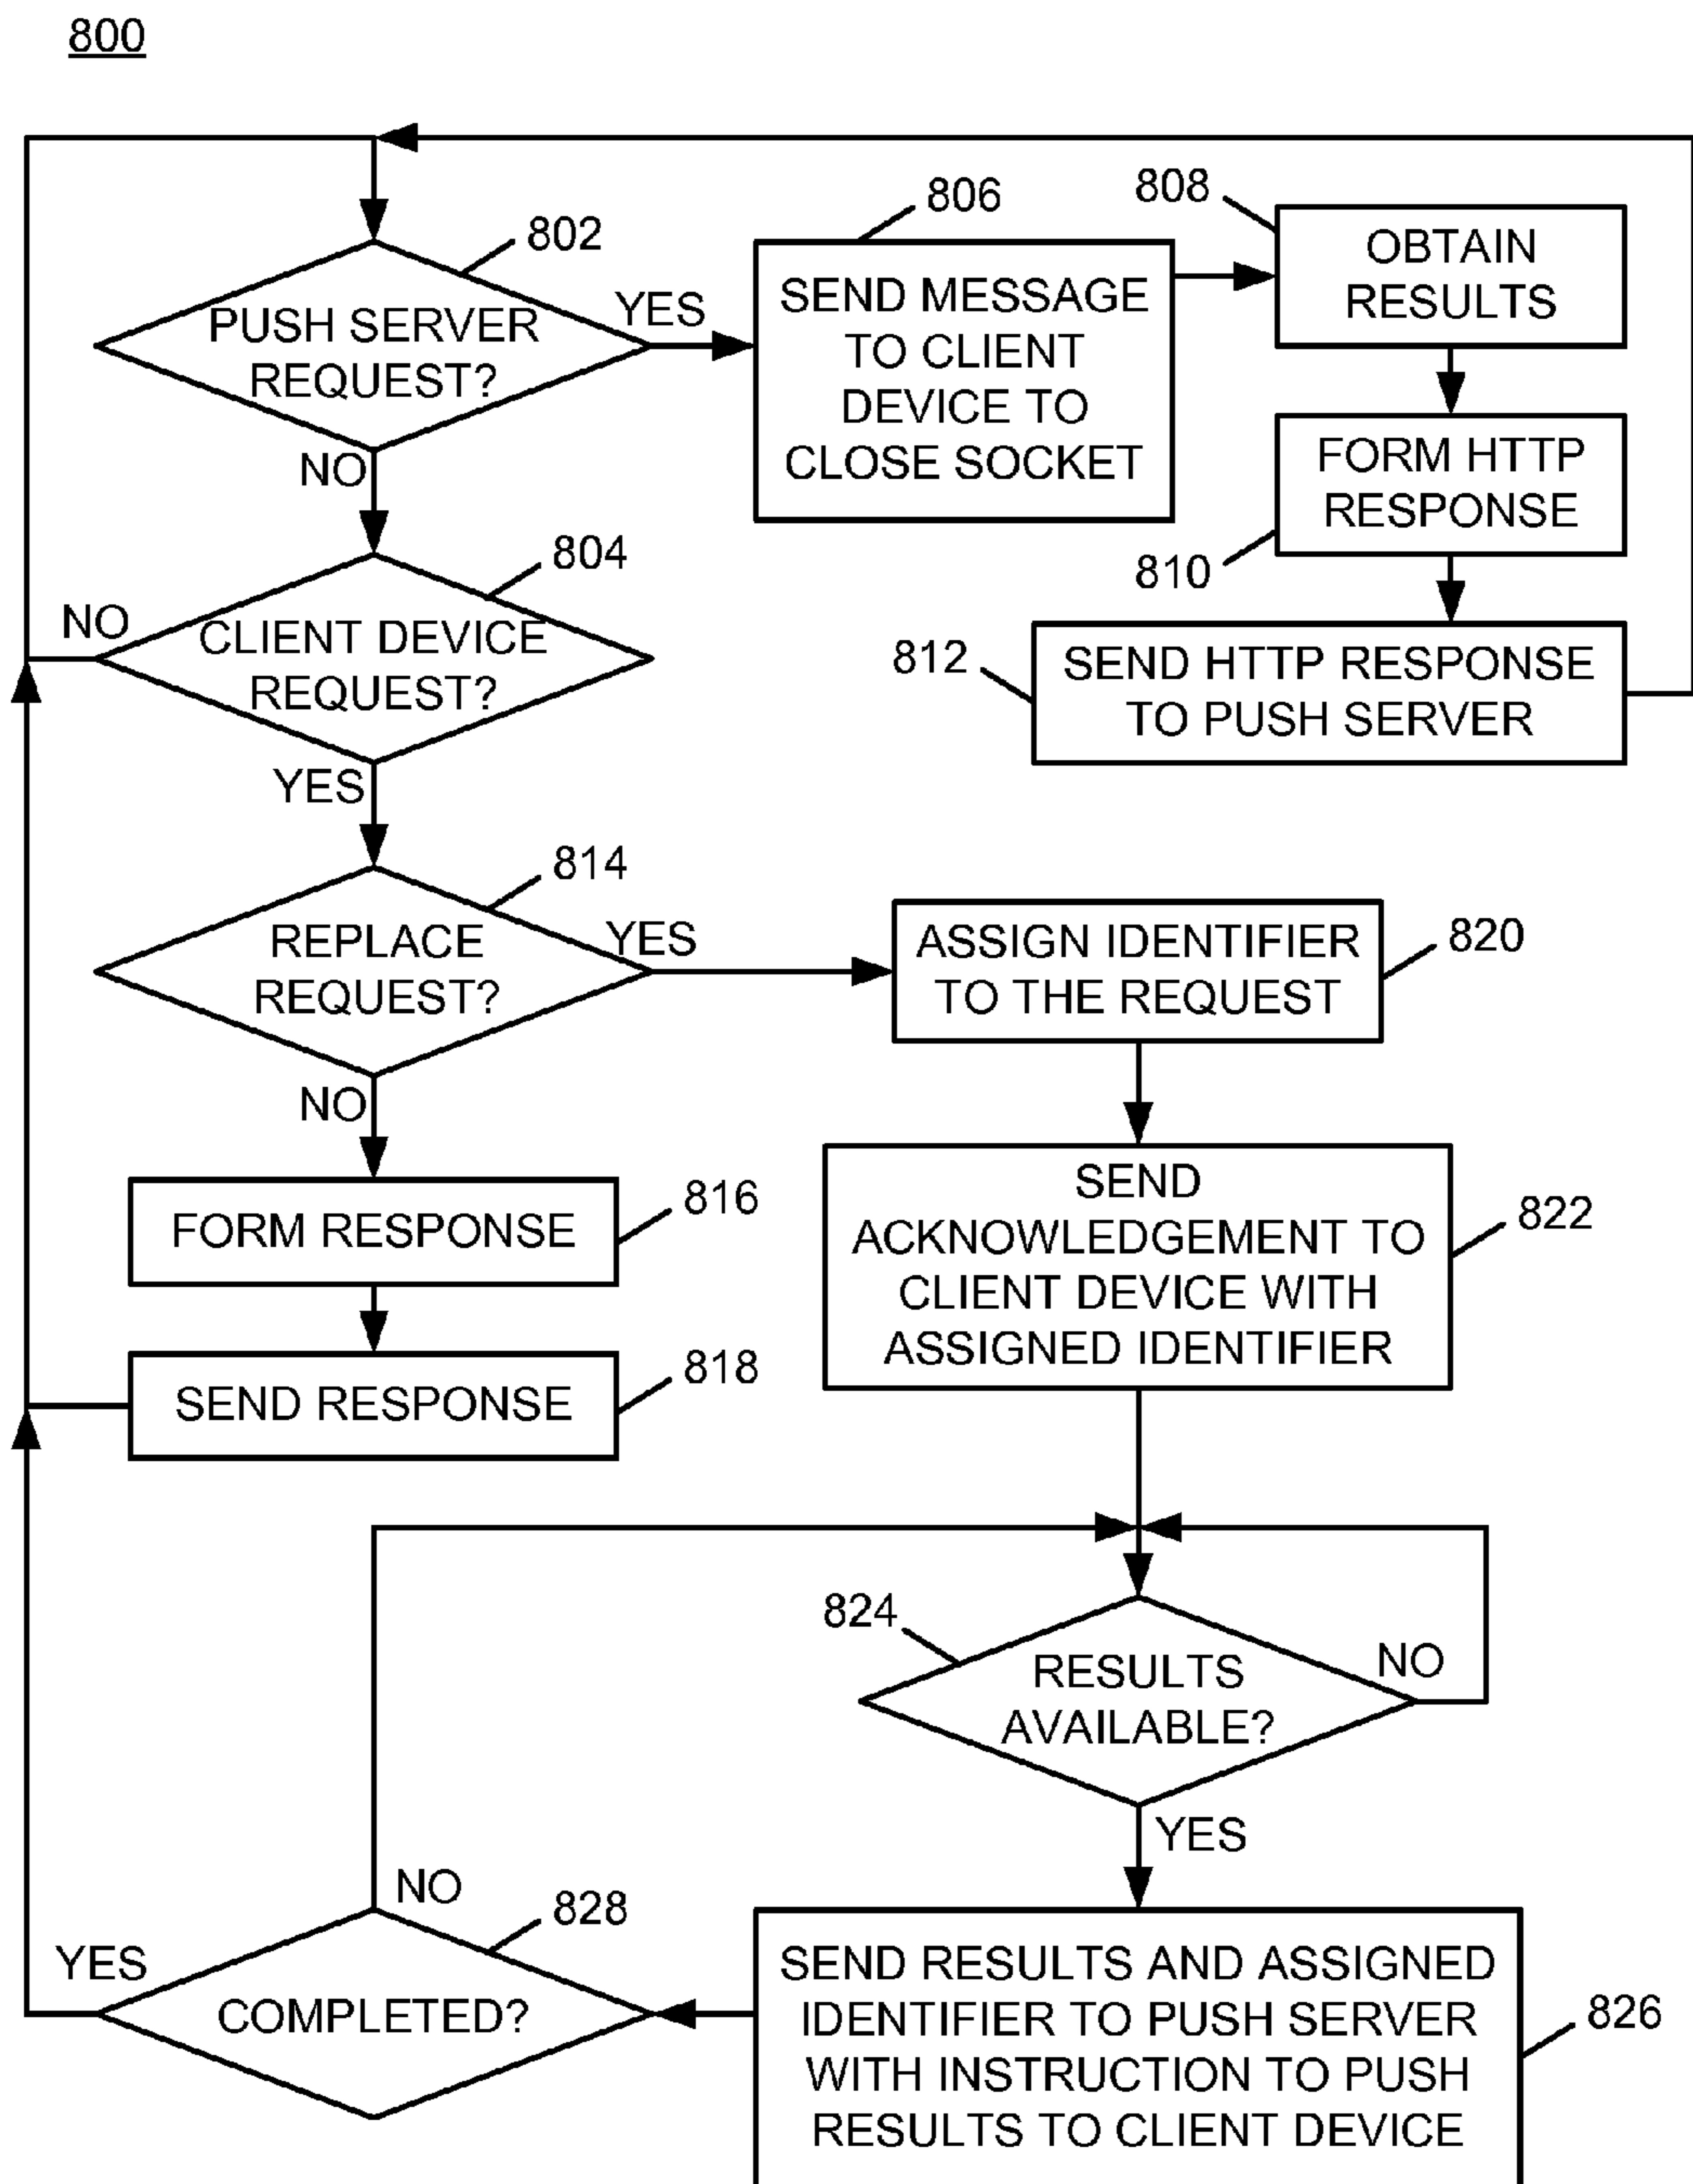 800
802
PUSH SERVER
REQUEST?
YES
NO
806
SEND MESSAGE
TO CLIENT
DEVICE TO
CLOSE SOCKET
808
OBTAIN
RESULTS
FORM HTTP
RESPONSE
810
812
SEND HTTP RESPONSE
TO PUSH SERVER
804
NO
CLIENT DEVICE
REQUEST?
YES
814
REPLACE
REQUEST?
YES
NO
816
FORM RESPONSE
818
SEND RESPONSE
ASSIGN IDENTIFIER
TO THE REQUEST
820
SEND
ACKNOWLEDGEMENT TO
CLIENT DEVICE WITH
ASSIGNED IDENTIFIER
822
824
RESULTS
AVAILABLE?
NO
YES
SEND RESULTS AND ASSIGNED
IDENTIFIER TO PUSH SERVER
WITH INSTRUCTION TO PUSH
RESULTS TO CLIENT DEVICE
826
NO
828
YES
COMPLETED?